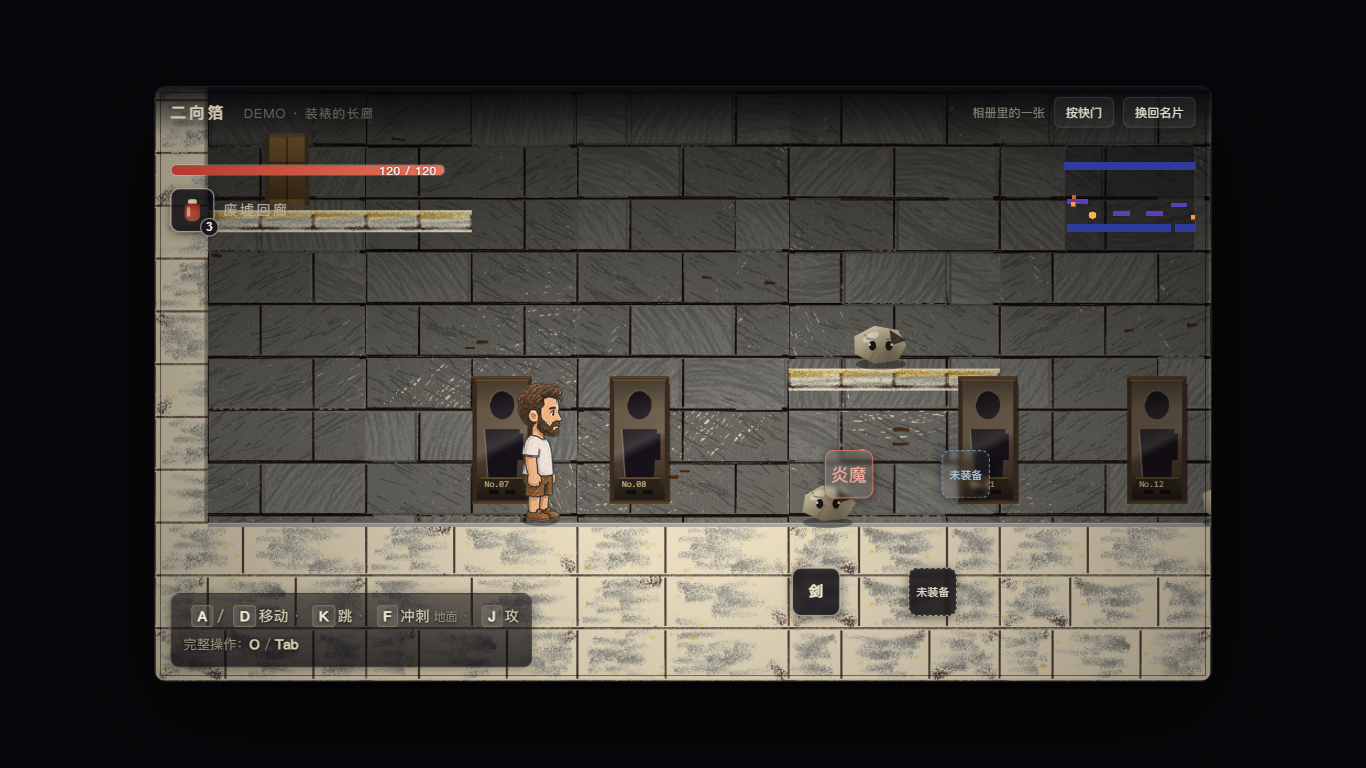 二向箔 DEMO · 装裱的长廊 相册里的一张 按快门 换回名片
120 / 120
3 废墟回廊
炎魔 未装备
No.07 No.08 No.12
剑 未装备
A / D 移动 · K 跳 · F 冲刺 地面 · J 攻
完整操作: O / Tab